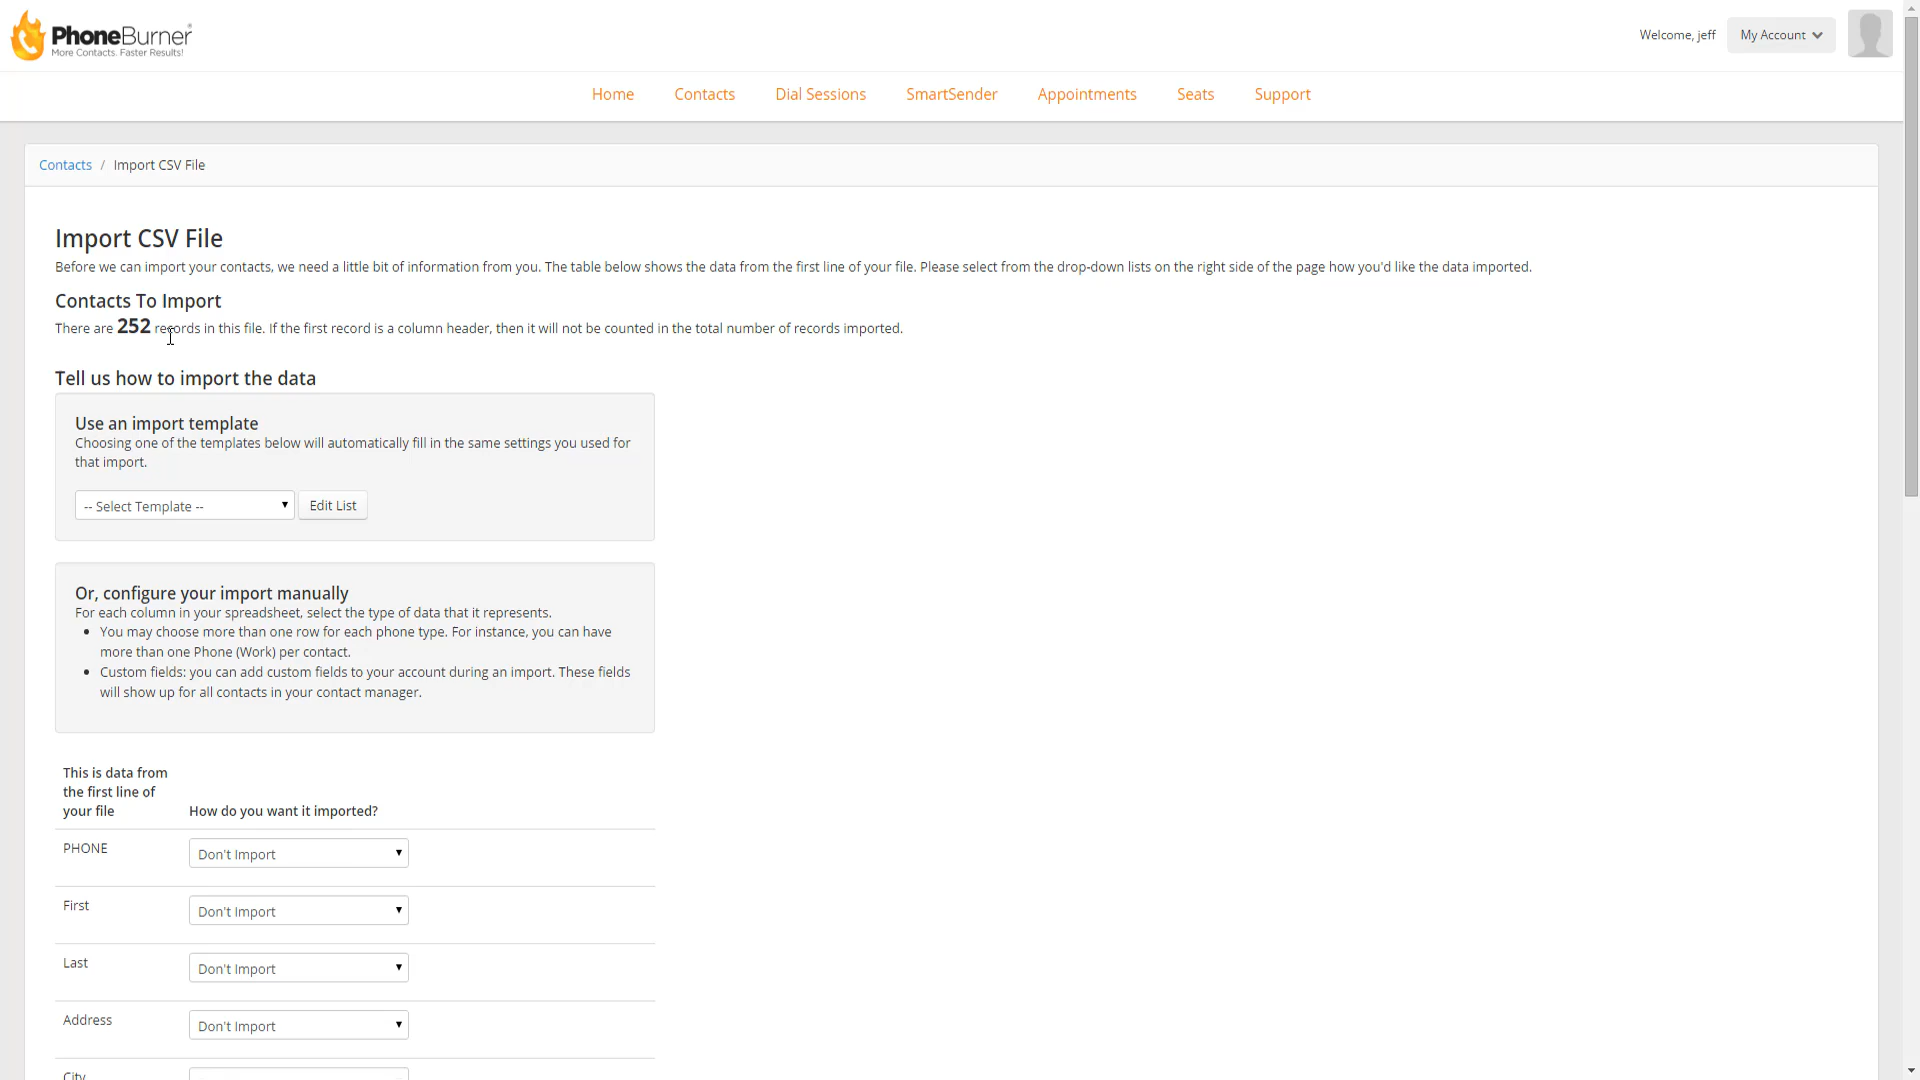 PhoneBurner®
More Contacts. Faster Results!
Welcome, jeff
My Account
Home
Contacts
Dial Sessions
SmartSender
Appointments
Seats
Support
Contacts / Import CSV File
Import CSV File
Before we can import your contacts, we need a little bit of information from you. The table below shows the data from the first line of your file. Please select from the drop-down lists on the right side of the page how you'd like the data imported.
Contacts To Import
There are 252 records in this file. If the first record is a column header, then it will not be counted in the total number of records imported.
Tell us how to import the data
Use an import template
Choosing one of the templates below will automatically fill in the same settings you used for
that import.
-- Select Template --
Edit List
Or, configure your import manually
For each column in your spreadsheet, select the type of data that it represents.
• You may choose more than one row for each phone type. For instance, you can have
more than one Phone (Work) per contact.
• Custom fields: you can add custom fields to your account during an import. These fields
will show up for all contacts in your contact manager.
This is data from
the first line of
your file
How do you want it imported?
PHONE
Don't Import
First
Don't Import
Last
Don't Import
Address
Don't Import
City